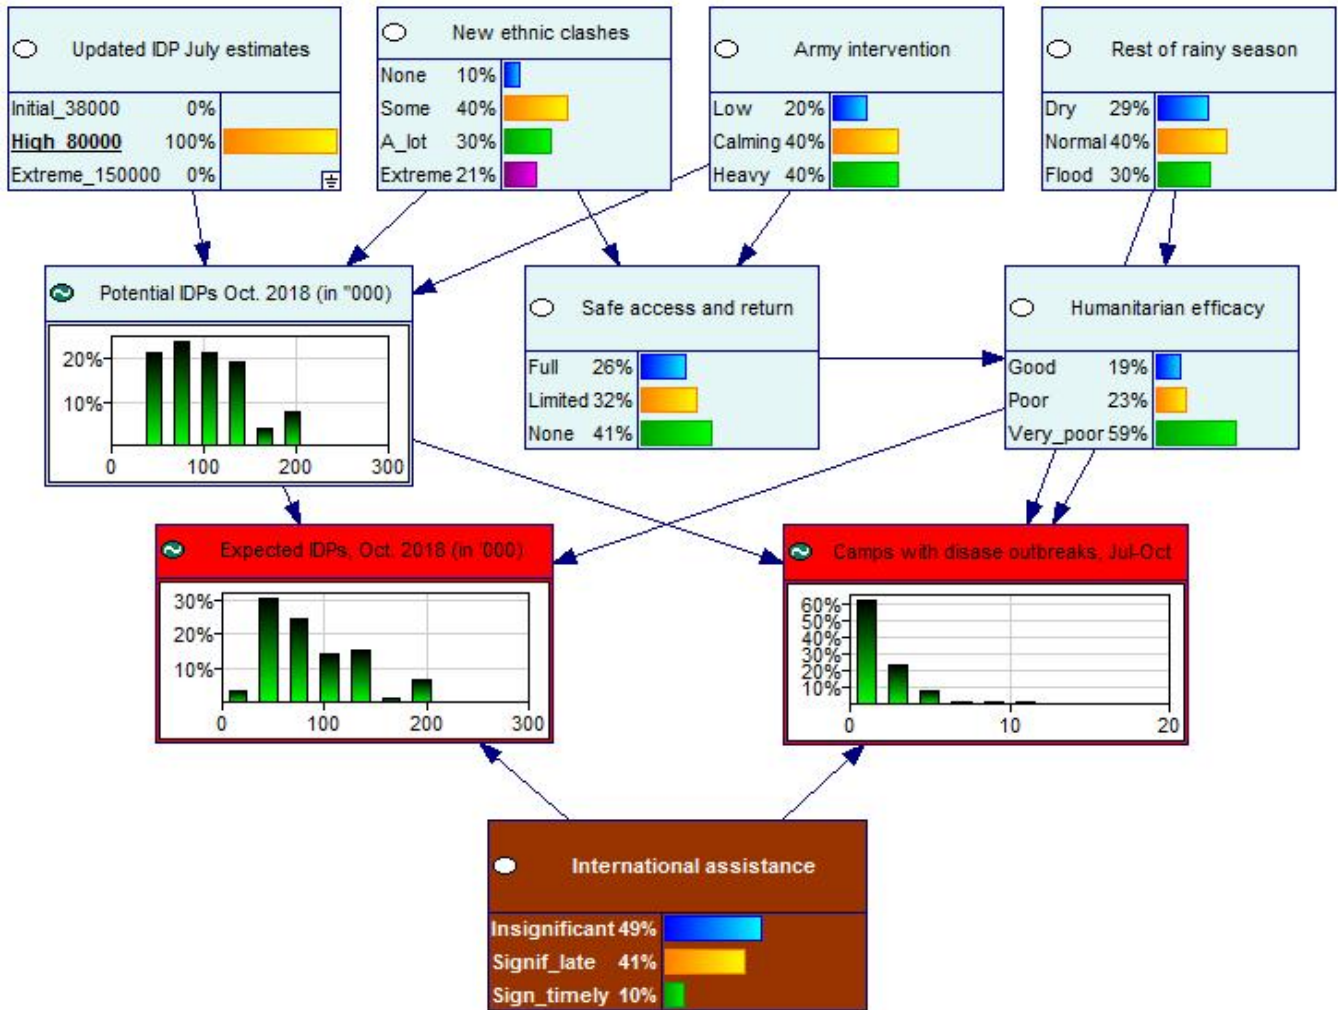 Updated IDP July estimates
Initial_38000 0%
High_80000 100%
Extreme_150000 0%
New ethnic clashes
None 10%
Some 40%
A_lot 30%
Extreme 21%
Army intervention
Low 20%
Calming 40%
Heavy 40%
Rest of rainy season
Dry 29%
Normal 40%
Flood 30%
Potential IDPs Oct. 2018 (in "000)
20%
10%
0 100 200 300
Safe access and return
Full 26%
Limited 32%
None 41%
Humanitarian efficacy
Good 19%
Poor 23%
Very_poor 59%
Expected IDPs, Oct. 2018 (in '000)
30%
20%
10%
0 100 200 300
Camps with disase outbreaks, Jul-Oct
60%
50%
40%
30%
20%
10%
0 10 20
International assistance
Insignificant 49%
Signif_late 41%
Sign_timely 10%